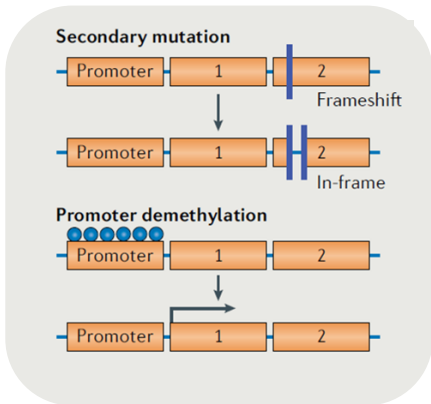 Secondary mutation
Promoter 1 2
Frameshift
Promoter 1 2
In-frame
Promoter demethylation
Promoter 1 2
Promoter 1 2